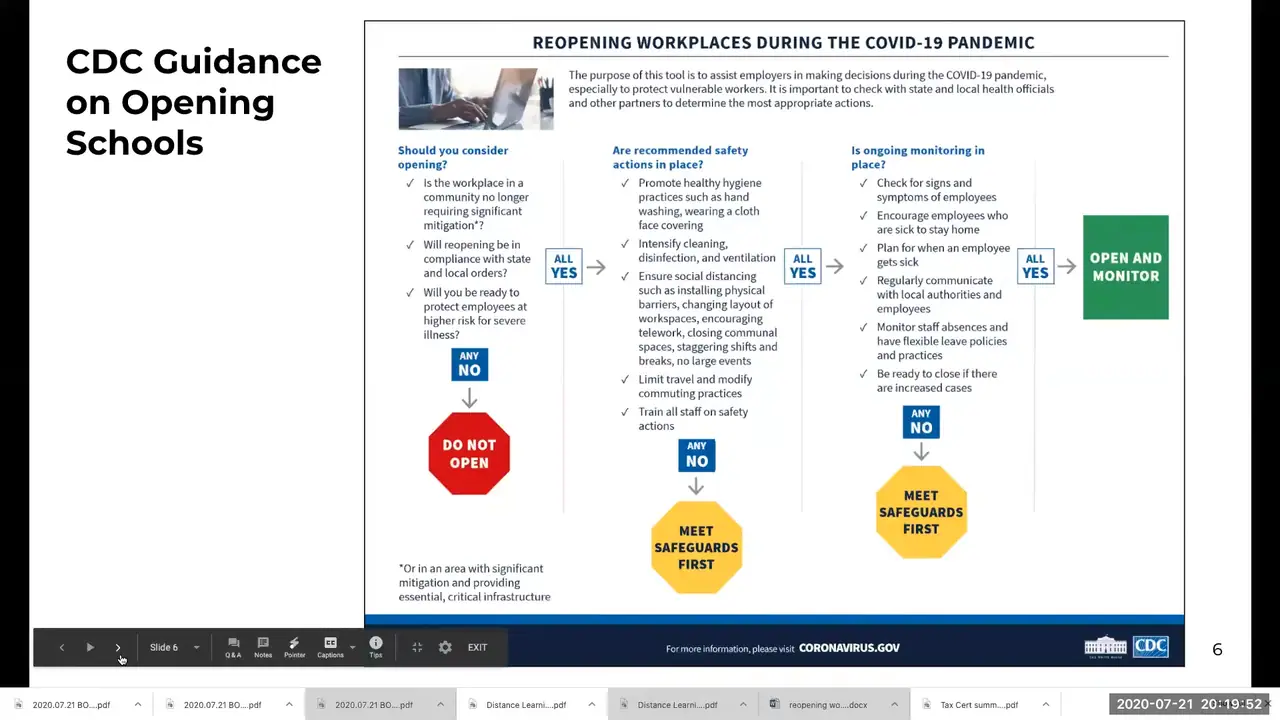 CDC Guidance
on Opening
Schools
REOPENING WORKPLACES DURING THE COVID-19 PANDEMIC
The purpose of this tool is to assist employers in making decisions during the COVID-19 pandemic,
especially to protect vulnerable workers. It is important to check with state and local health officials
and other partners to determine the most appropriate actions.
Should you consider
opening?
✓ Is the workplace in a
community no longer
requiring significant
mitigation*?
✓ Will reopening be in
compliance with state
and local orders?
✓ Will you be ready to
protect employees at
higher risk for severe
illness?
ALL
YES
ANY
NO
DO NOT
OPEN
Are recommended safety
actions in place?
✓ Promote healthy hygiene
practices such as hand
washing, wearing a cloth
face covering
✓ Intensify cleaning,
disinfection, and ventilation
✓ Ensure social distancing
such as installing physical
barriers, changing layout of
workspaces, encouraging
telework, closing communal
spaces, staggering shifts and
breaks, no large events
✓ Limit travel and modify
commuting practices
✓ Train all staff on safety
actions
ALL
YES
ANY
NO
MEET
SAFEGUARDS
FIRST
Is ongoing monitoring in
place?
✓ Check for signs and
symptoms of employees
✓ Encourage employees who
are sick to stay home
✓ Plan for when an employee
gets sick
✓ Regularly communicate
with local authorities and
employees
✓ Monitor staff absences and
have flexible leave policies
and practices
✓ Be ready to close if there
are increased cases
ALL
YES
ANY
NO
MEET
SAFEGUARDS
FIRST
OPEN AND
MONITOR
*Or in an area with significant
mitigation and providing
essential, critical infrastructure
For more information, please visit CORONAVIRUS.GOV
CDC
6
Slide 6
Q & A
Notes
Pointer
CC
Captions
Tips
EXIT
2020.07.21 BO....pdf
2020.07.21 BO....pdf
2020.07.21 BO....pdf
Distance Learni....pdf
Distance Learni....pdf
reopening wo....docx
Tax Cert summ....pdf
2020-07-21 20:19:52